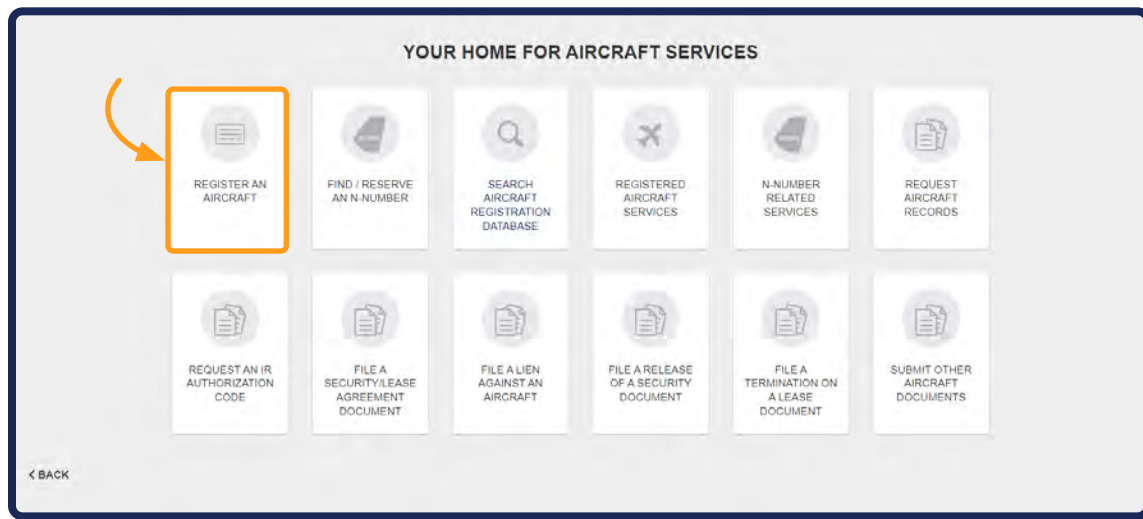 YOUR HOME FOR AIRCRAFT SERVICES
REGISTER AN
AIRCRAFT
FIND / RESERVE
AN N-NUMBER
SEARCH
AIRCRAFT
REGISTRATION
DATABASE
REGISTERED
AIRCRAFT
SERVICES
N-NUMBER
RELATED
SERVICES
REQUEST
AIRCRAFT
RECORDS
REQUEST AN IR
AUTHORIZATION
CODE
FILE A
SECURITY/LEASE
AGREEMENT
DOCUMENT
FILE A LIEN
AGAINST AN
AIRCRAFT
FILE A RELEASE
OF A SECURITY
DOCUMENT
FILE A
TERMINATION ON
A LEASE
DOCUMENT
SUBMIT OTHER
AIRCRAFT
DOCUMENTS
< BACK